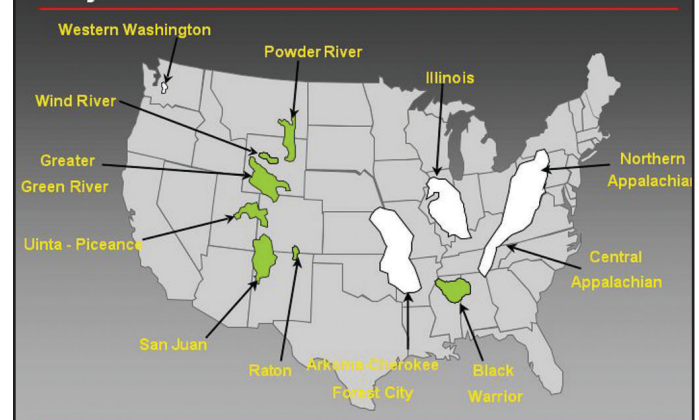 Western Washington
Powder River
Illinois
Wind River
Greater
Green River
Northern
Appalachian
Uinta - Piceance
Central
Appalachian
San Juan
Raton
Arkoma-Cherokee
Forest City
Black
Warrior